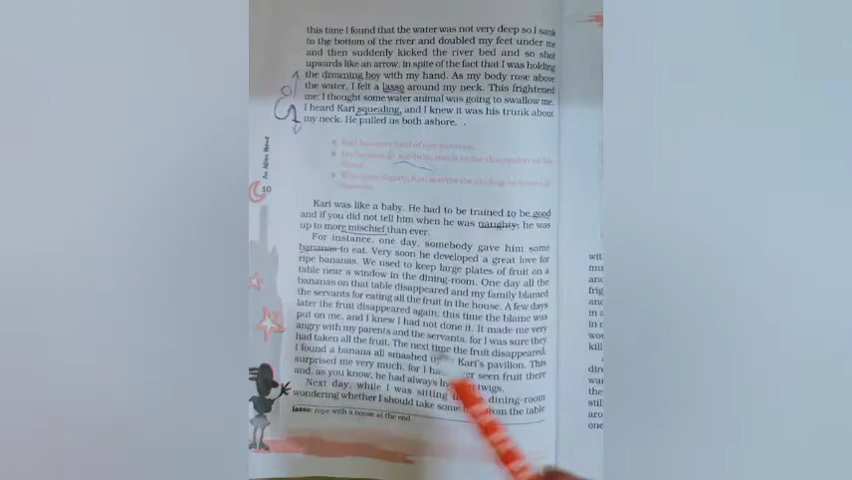 this time I found that the water was not very deep so I sank
to the bottom of the river and doubled my feet under me
and then suddenly kicked the river bed and so shot
upwards like an arrow, in spite of the fact that I was holding
the drowning boy with my hand. As my body rose above
the water, I felt a lasso around my neck. This frightened
me; I thought some water animal was going to swallow me.
I heard Kari squealing, and I knew it was his trunk about
my neck. He pulled us both ashore.
An Alien Hand
10
Kari was like a baby. He had to be trained to be good
and if you did not tell him when he was naughty, he was
up to more mischief than ever.
For instance, one day, somebody gave him some
bananas to eat. Very soon he developed a great love for
ripe bananas. We used to keep large plates of fruit on a
table near a window in the dining-room. One day all the
bananas on that table disappeared and my family blamed
the servants for eating all the fruit in the house. A few days
later the fruit disappeared again; this time the blame was
put on me, and I knew I had not done it. It made me very
angry with my parents and the servants, for I was sure they
had taken all the fruit. The next time the fruit disappeared,
I found a banana all smashed Kari's pavilion. This
surprised me very much, for I seen fruit there
and, as you know, he had always twigs.
Next day, while I was sitting dining-room
wondering whether I should take some from the table
lasso: rope with a noose at the end